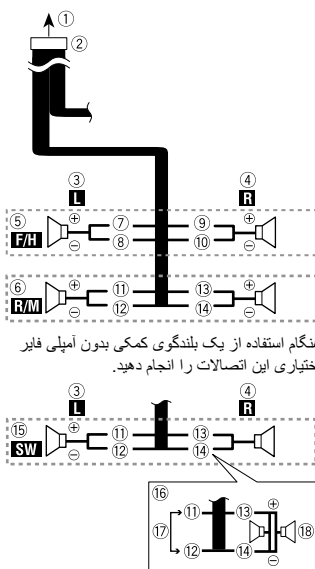 ①
②
③ ④
L R
⑤ ⊕ ⑦ ⑨ ⊕
F/H ⊖ ⑧ ⑩ ⊖
⑥ ⊕ ⑪ ⑬ ⊕
R/M ⊖ ⑫ ⑭ ⊖
هنگام استفاده از یک بلندگوی کمکی بدون آمپلی فایر
ختیاری این اتصالات را انجام دهید.
③ ④
L R
⑮ ⊕ ⑪ ⑬ ⊕
SW ⊖ ⑫ ⑭ ⊖
⑯ ⊕
⑪ ⑬
⑰ ⑱
⑫ ⑭
⊖